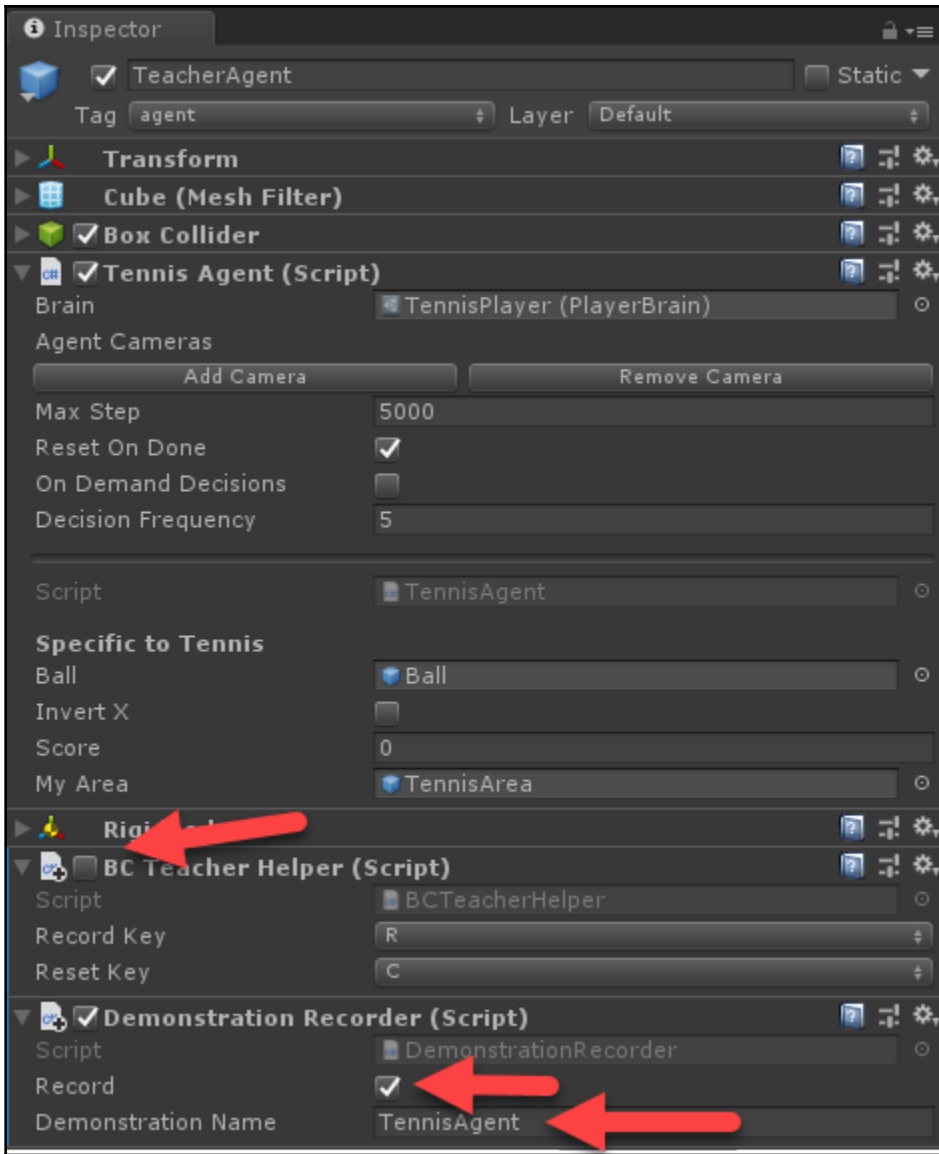 Inspector
TeacherAgent Static
Tag agent Layer Default
Transform
Cube (Mesh Filter)
Box Collider
Tennis Agent (Script)
Brain TennisPlayer (PlayerBrain)
Agent Cameras
Add Camera Remove Camera
Max Step 5000
Reset On Done
On Demand Decisions
Decision Frequency 5
Script TennisAgent
Specific to Tennis
Ball Ball
Invert X
Score 0
My Area TennisArea
BC Teacher Helper (Script)
Script BCTeacherHelper
Record Key R
Reset Key C
Demonstration Recorder (Script)
Script DemonstrationRecorder
Record
Demonstration Name TennisAgent